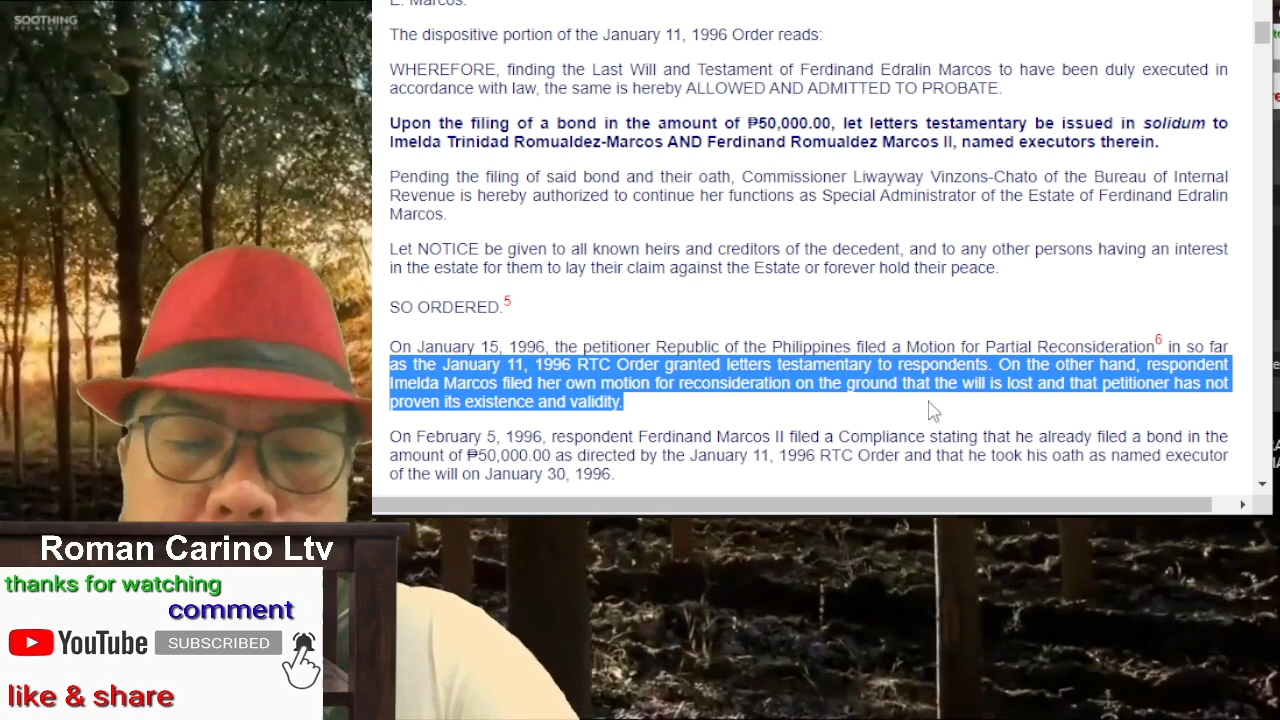 SOOTHING
RELAXATION
E. Marcos.
The dispositive portion of the January 11, 1996 Order reads:
WHEREFORE, finding the Last Will and Testament of Ferdinand Edralin Marcos to have been duly executed in
accordance with law, the same is hereby ALLOWED AND ADMITTED TO PROBATE.
Upon the filing of a bond in the amount of ₱50,000.00, let letters testamentary be issued in solidum to
Imelda Trinidad Romualdez-Marcos AND Ferdinand Romualdez Marcos II, named executors therein.
Pending the filing of said bond and their oath, Commissioner Liwayway Vinzons-Chato of the Bureau of Internal
Revenue is hereby authorized to continue her functions as Special Administrator of the Estate of Ferdinand Edralin
Marcos.
Let NOTICE be given to all known heirs and creditors of the decedent, and to any other persons having an interest
in the estate for them to lay their claim against the Estate or forever hold their peace.
SO ORDERED.5
On January 15, 1996, the petitioner Republic of the Philippines filed a Motion for Partial Reconsideration6 in so far
as the January 11, 1996 RTC Order granted letters testamentary to respondents. On the other hand, respondent
Imelda Marcos filed her own motion for reconsideration on the ground that the will is lost and that petitioner has not
proven its existence and validity.
On February 5, 1996, respondent Ferdinand Marcos II filed a Compliance stating that he already filed a bond in the
amount of ₱50,000.00 as directed by the January 11, 1996 RTC Order and that he took his oath as named executor
of the will on January 30, 1996.
Roman Carino Ltv
thanks for watching
comment
YouTube SUBSCRIBED
like & share